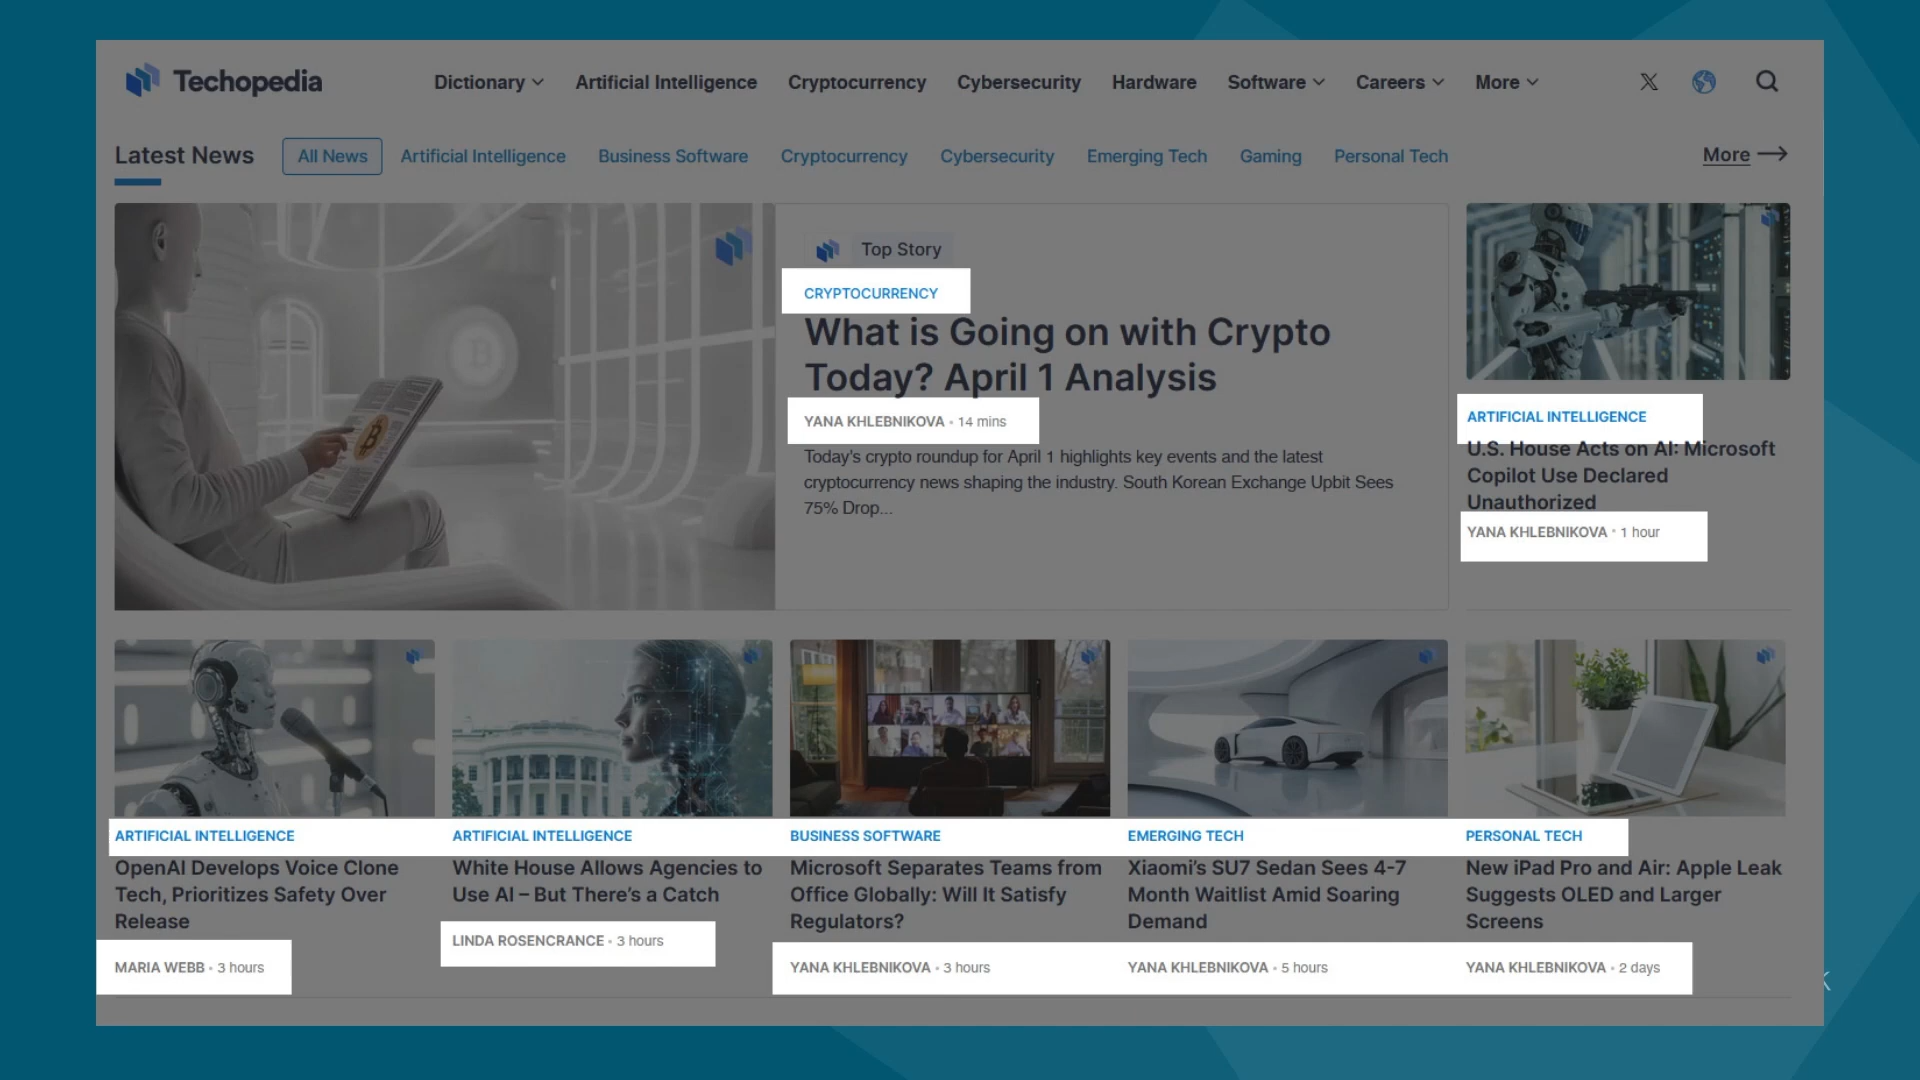 Techopedia
Dictionary
Artificial Intelligence
Cryptocurrency
Cybersecurity
Hardware
Software
Careers
More
Latest News
All News
Artificial Intelligence
Business Software
Cryptocurrency
Cybersecurity
Emerging Tech
Gaming
Personal Tech
More
Top Story
CRYPTOCURRENCY
What is Going on with Crypto
Today? April 1 Analysis
YANA KHLEBNIKOVA • 14 mins
Today's crypto roundup for April 1 highlights key events and the latest
cryptocurrency news shaping the industry. South Korean Exchange Upbit Sees
75% Drop...
ARTIFICIAL INTELLIGENCE
U.S. House Acts on AI: Microsoft
Copilot Use Declared
Unauthorized
YANA KHLEBNIKOVA • 1 hour
ARTIFICIAL INTELLIGENCE
OpenAI Develops Voice Clone
Tech, Prioritizes Safety Over
Release
MARIA WEBB • 3 hours
ARTIFICIAL INTELLIGENCE
White House Allows Agencies to
Use AI – But There's a Catch
LINDA ROSENCRANCE • 3 hours
BUSINESS SOFTWARE
Microsoft Separates Teams from
Office Globally: Will It Satisfy
Regulators?
YANA KHLEBNIKOVA • 3 hours
EMERGING TECH
Xiaomi's SU7 Sedan Sees 4-7
Month Waitlist Amid Soaring
Demand
YANA KHLEBNIKOVA • 5 hours
PERSONAL TECH
New iPad Pro and Air: Apple Leak
Suggests OLED and Larger
Screens
YANA KHLEBNIKOVA • 2 days